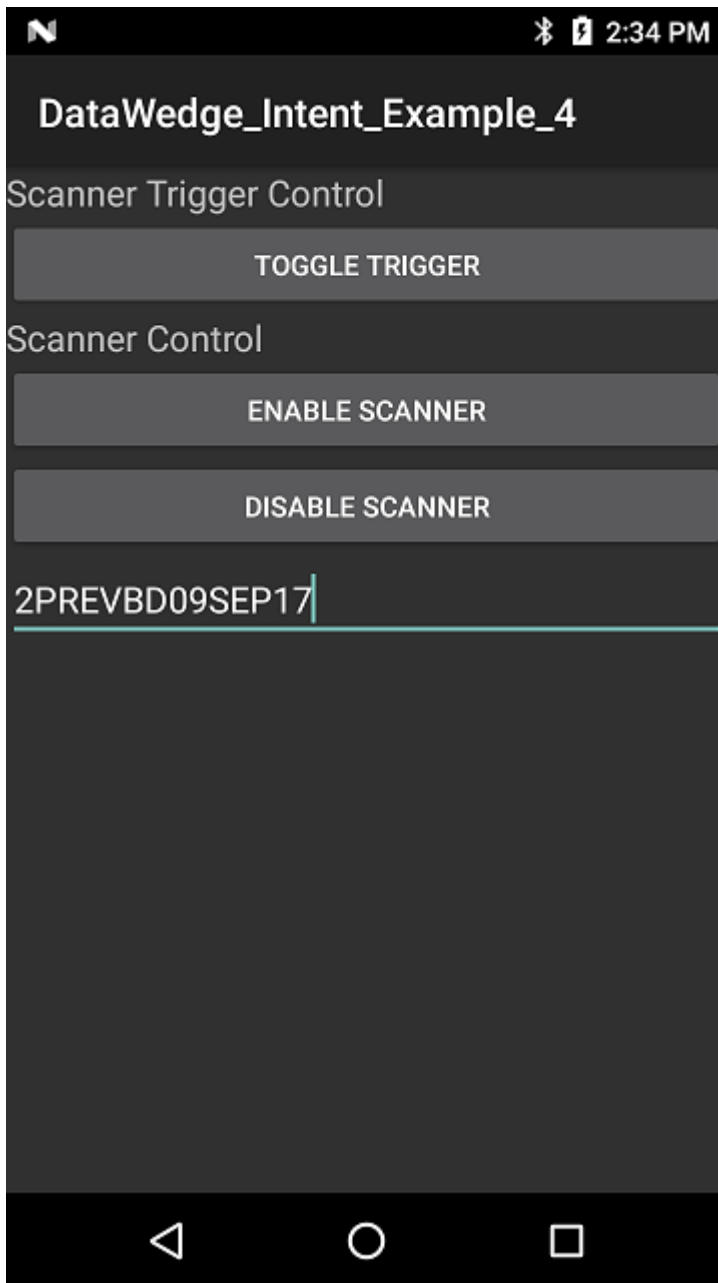 2:34 PM
DataWedge_Intent_Example_4
Scanner Trigger Control
TOGGLE TRIGGER
Scanner Control
ENABLE SCANNER
DISABLE SCANNER
2PREVBD09SEP17